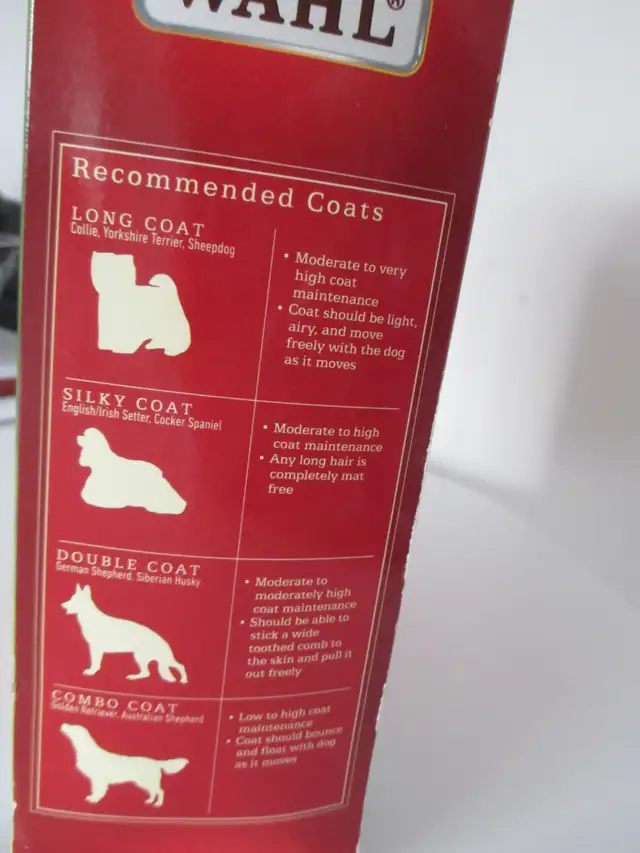 WAHL®
Recommended Coats
LONG COAT
Collie, Yorkshire Terrier, Sheepdog
• Moderate to very
high coat
maintenance
• Coat should be light,
airy, and move
freely with the dog
as it moves
SILKY COAT
English/Irish Setter, Cocker Spaniel
• Moderate to high
coat maintenance
• Any long hair is
completely mat
free
DOUBLE COAT
German Shepherd, Siberian Husky
• Moderate to
moderately high
coat maintenance
• Should be able to
stick a wide
toothed comb to
the skin and pull it
out freely
COMBO COAT
Golden Retriever, Australian Shepherd
• Low to high coat
maintenance
• Coat should bounce
and float with dog
as it moves